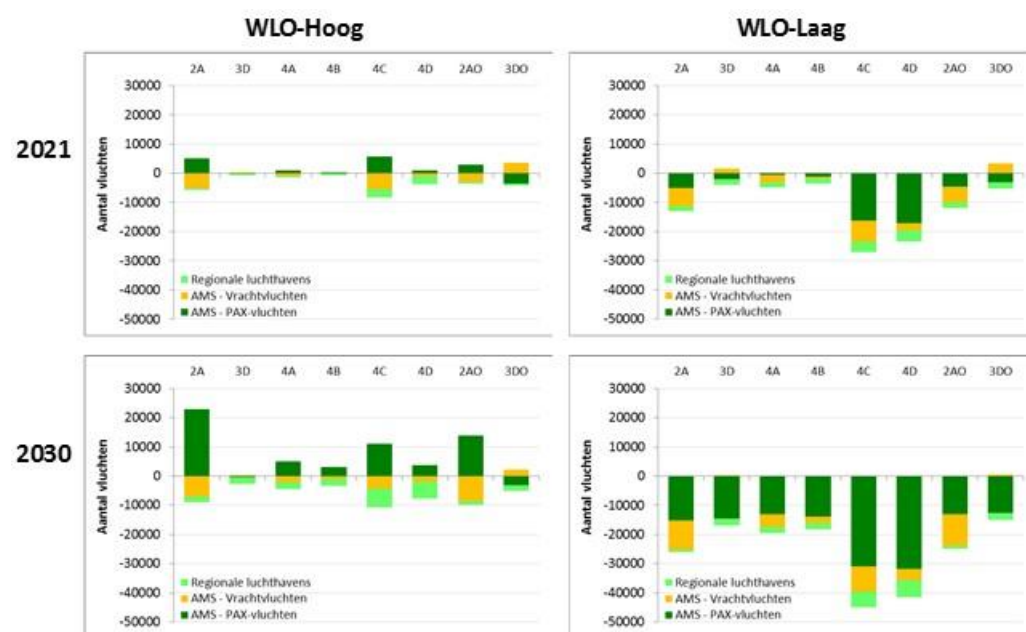 WLO-Hoog
WLO-Laag
2021
2A 3D 4A 4B 4C 4D 2AO 3DO
30000
20000
10000
0
-10000
-20000
-30000
-40000
-50000
Aantal vluchten
Regionale luchthavens
AMS - Vrachtvluchten
AMS - PAX-vluchten
2A 3D 4A 4B 4C 4D 2AO 3DO
30000
20000
10000
0
-10000
-20000
-30000
-40000
-50000
Aantal vluchten
Regionale luchthavens
AMS - Vrachtvluchten
AMS - PAX-vluchten
2030
2A 3D 4A 4B 4C 4D 2AO 3DO
30000
20000
10000
0
-10000
-20000
-30000
-40000
-50000
Aantal vluchten
Regionale luchthavens
AMS - Vrachtvluchten
AMS - PAX-vluchten
2A 3D 4A 4B 4C 4D 2AO 3DO
30000
20000
10000
0
-10000
-20000
-30000
-40000
-50000
Aantal vluchten
Regionale luchthavens
AMS - Vrachtvluchten
AMS - PAX-vluchten